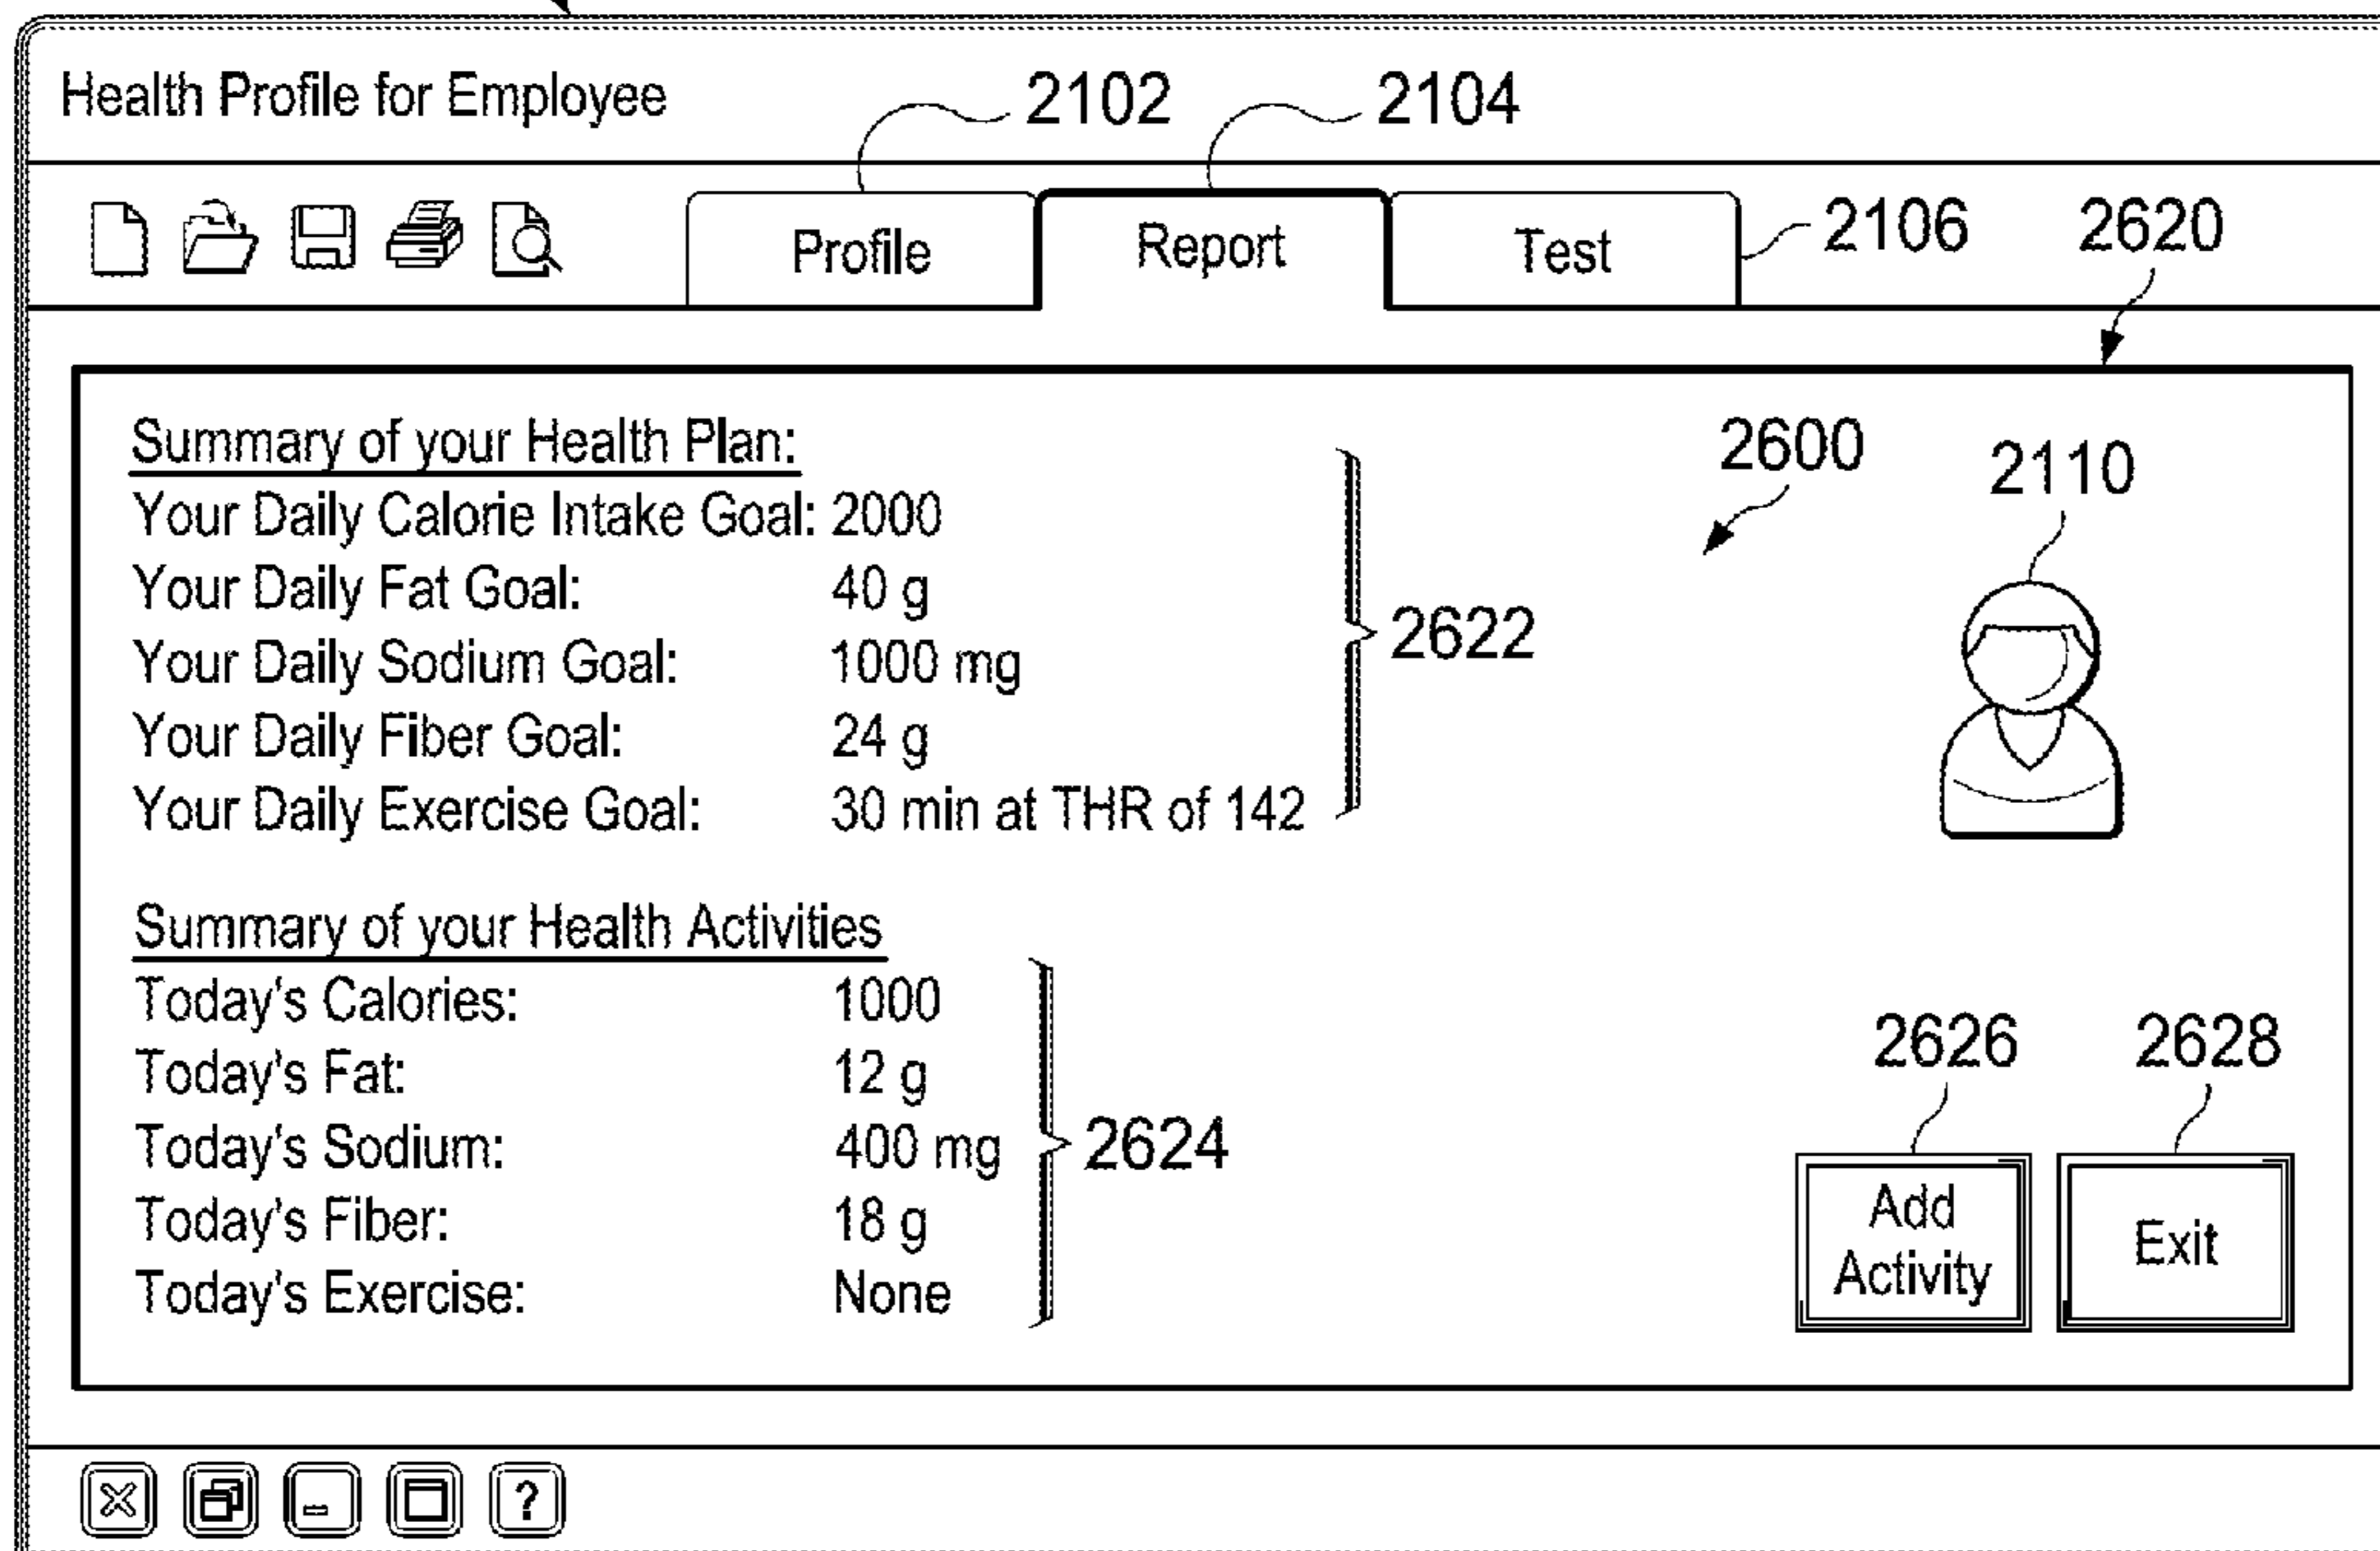 Health Profile for Employee 2102 2104
Profile Report Test 2106 2620
Summary of your Health Plan: 2600 2110
Your Daily Calorie Intake Goal: 2000
Your Daily Fat Goal: 40 g
Your Daily Sodium Goal: 1000 mg 2622
Your Daily Fiber Goal: 24 g
Your Daily Exercise Goal: 30 min at THR of 142
Summary of your Health Activities
Today's Calories: 1000
Today's Fat: 12 g
Today's Sodium: 400 mg 2624
Today's Fiber: 18 g
Today's Exercise: None
2626 2628
Add
Activity
Exit
?